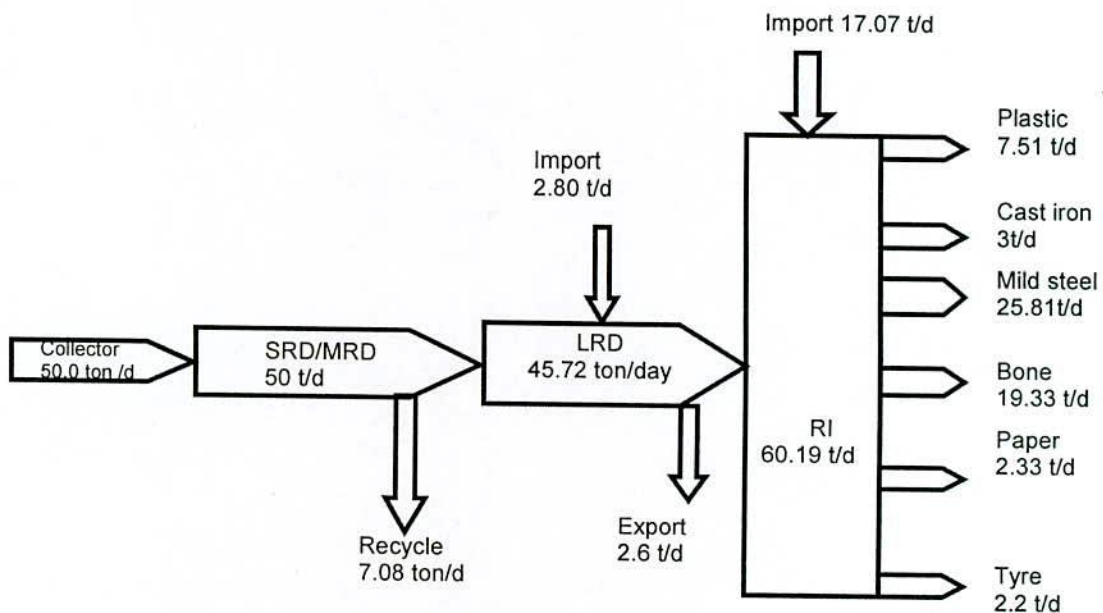 Import 17.07 t/d
Import
2.80 t/d
Collector
50.0 ton /d
SRD/MRD
50 t/d
Recycle
7.08 ton/d
LRD
45.72 ton/day
Export
2.6 t/d
RI
60.19 t/d
Plastic
7.51 t/d
Cast iron
3t/d
Mild steel
25.81t/d
Bone
19.33 t/d
Paper
2.33 t/d
Tyre
2.2 t/d